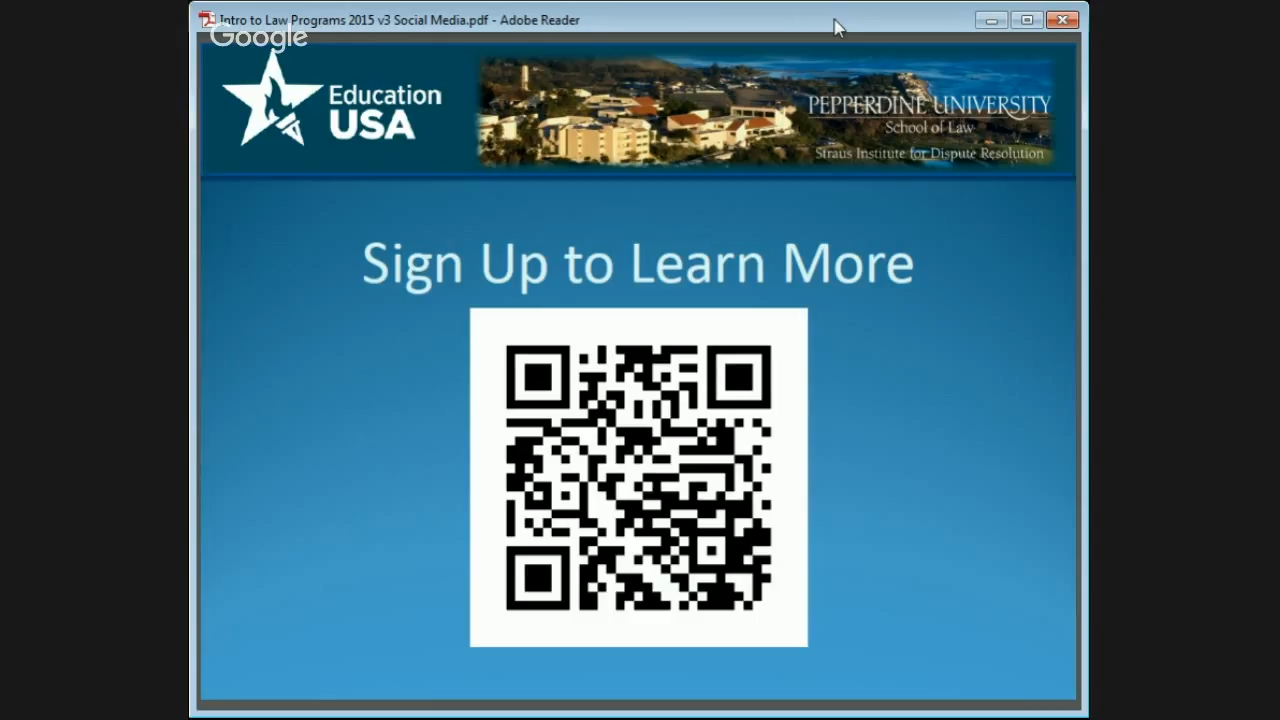 Intro to Law Programs 2015 v3 Social Media.pdf - Adobe Reader
Google
Education
USA
PEPPERDINE UNIVERSITY
School of Law
Straus Institute for Dispute Resolution
Sign Up to Learn More